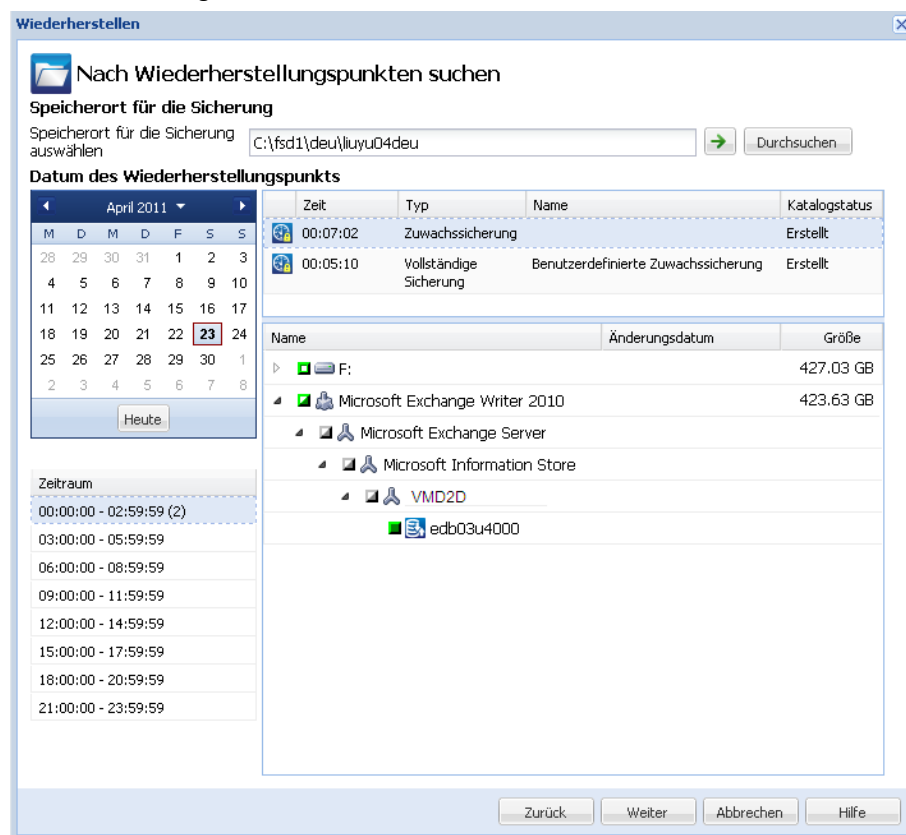 Wiederherstellen
Nach Wiederherstellungspunkten suchen
Speicherort für die Sicherung
Speicherort für die Sicherung
auswählen
C:\fsd1\deu\liuyu04deu
Durchsuchen
Datum des Wiederherstellungspunkts
April 2011
M D M D F S S
28 29 30 31 1 2 3
4 5 6 7 8 9 10
11 12 13 14 15 16 17
18 19 20 21 22 23 24
25 26 27 28 29 30 1
2 3 4 5 6 7 8
Heute
Zeitraum
00:00:00 - 02:59:59 (2)
03:00:00 - 05:59:59
06:00:00 - 08:59:59
09:00:00 - 11:59:59
12:00:00 - 14:59:59
15:00:00 - 17:59:59
18:00:00 - 20:59:59
21:00:00 - 23:59:59
Zeit Typ Name Katalogstatus
00:07:02 Zuwachssicherung Erstellt
00:05:10 Vollständige Benutzerdefinierte Zuwachssicherung Erstellt
Sicherung
Name Änderungsdatum Größe
F: 427.03 GB
Microsoft Exchange Writer 2010 423.63 GB
Microsoft Exchange Server
Microsoft Information Store
VMD2D
edb03u4000
Zurück Weiter Abbrechen Hilfe